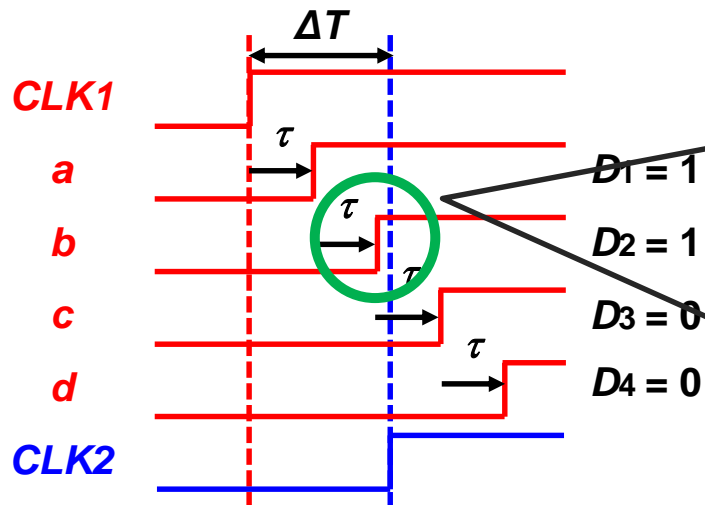 ΔT
CLK1
τ
a
D1 = 1
τ
b
D2 = 1
τ
c
D3 = 0
τ
d
D4 = 0
CLK2